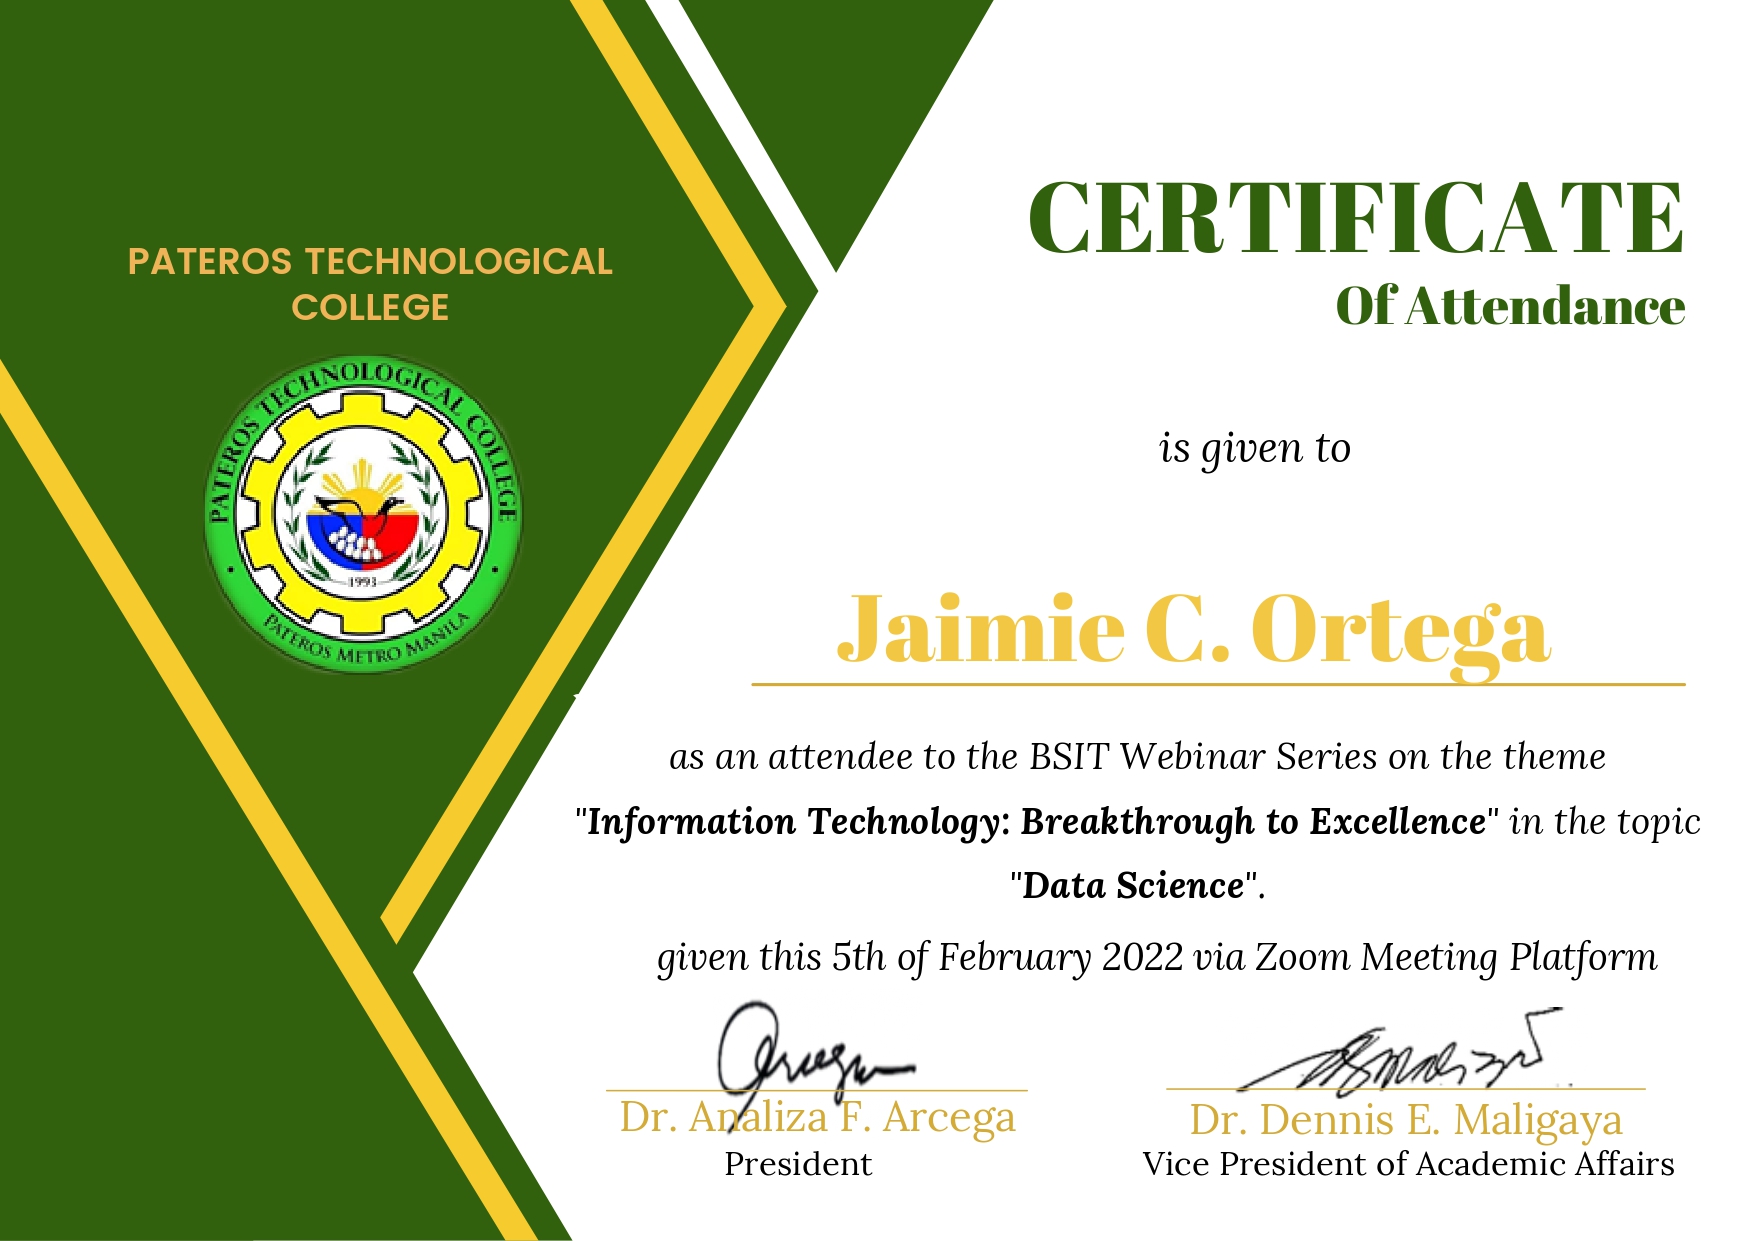 PATEROS TECHNOLOGICAL
COLLEGE
PATEROS TECHNOLOGICAL COLLEGE
1993
PATEROS METRO MANILA
CERTIFICATE
Of Attendance
is given to
Jaimie C. Ortega
as an attendee to the BSIT Webinar Series on the theme
"Information Technology: Breakthrough to Excellence" in the topic
"Data Science".
given this 5th of February 2022 via Zoom Meeting Platform
Dr. Analiza F. Arcega
President
Dr. Dennis E. Maligaya
Vice President of Academic Affairs